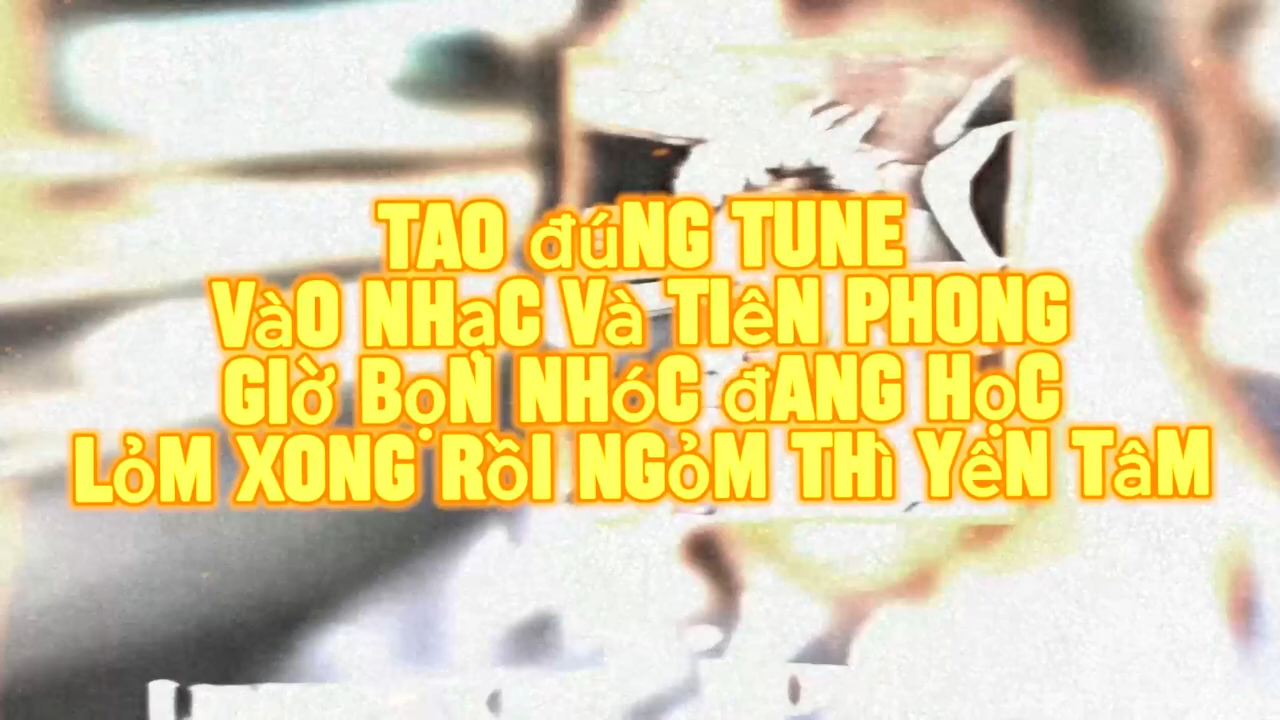 TAO đúNG TUNE
VàO NHạC Và TIêN PHONG
GIờ BọN NHóC đANG HọC
LỏM XONG RồI NGỏM THì YêN TâM